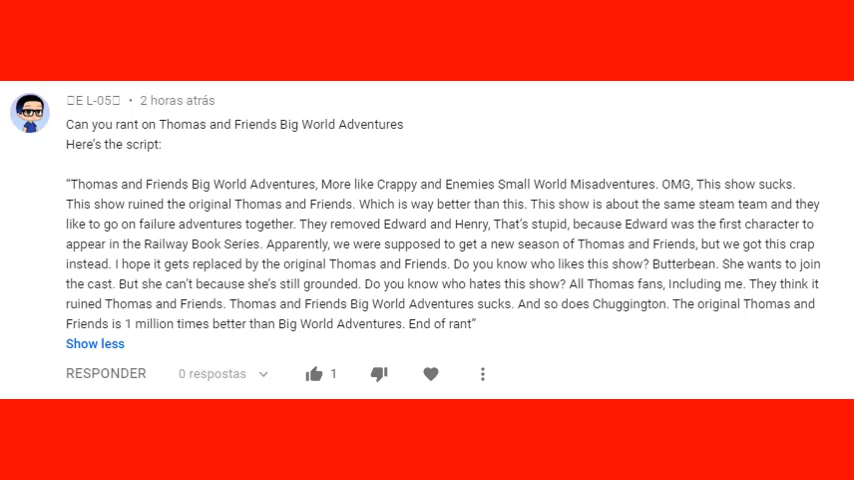 □E L-05□ • 2 horas atrás
Can you rant on Thomas and Friends Big World Adventures
Here's the script:
“Thomas and Friends Big World Adventures, More like Crappy and Enemies Small World Misadventures. OMG, This show sucks.
This show ruined the original Thomas and Friends. Which is way better than this. This show is about the same steam team and they
like to go on failure adventures together. They removed Edward and Henry, That's stupid, because Edward was the first character to
appear in the Railway Book Series. Apparently, we were supposed to get a new season of Thomas and Friends, but we got this crap
instead. I hope it gets replaced by the original Thomas and Friends. Do you know who likes this show? Butterbean. She wants to join
the cast. But she can't because she's still grounded. Do you know who hates this show? All Thomas fans, Including me. They think it
ruined Thomas and Friends. Thomas and Friends Big World Adventures sucks. And so does Chuggington. The original Thomas and
Friends is 1 million times better than Big World Adventures. End of rant”
Show less
RESPONDER 0 respostas 1